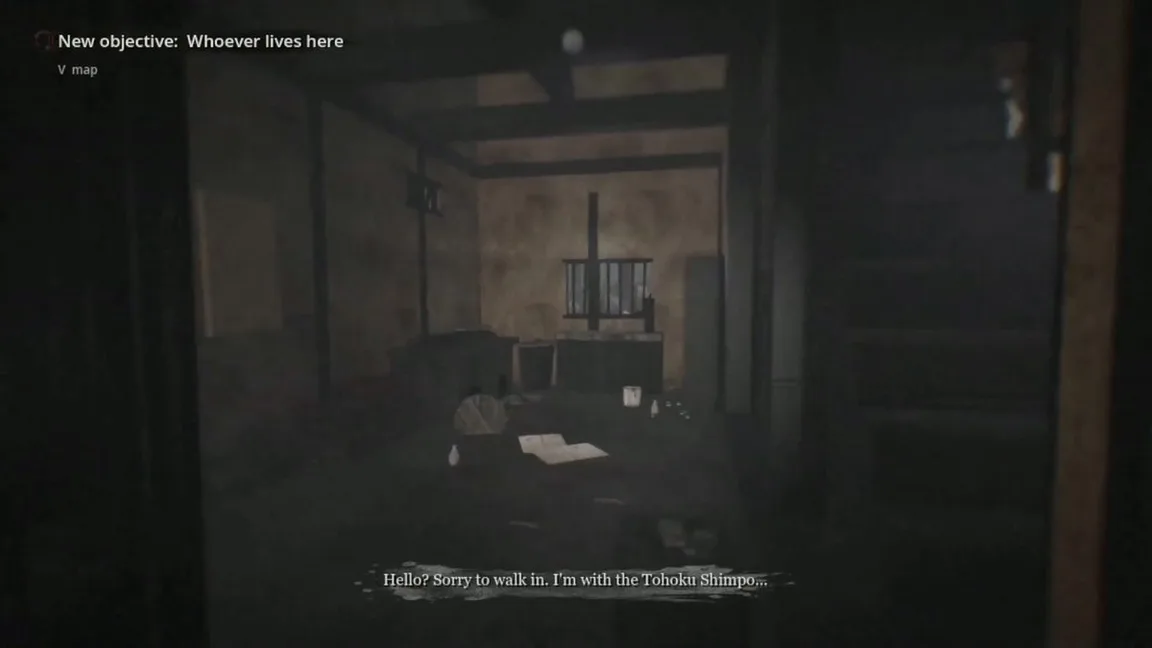 New objective: Whoever lives here
V map
Hello? Sorry to walk in. I'm with the Tohoku Shimpo...